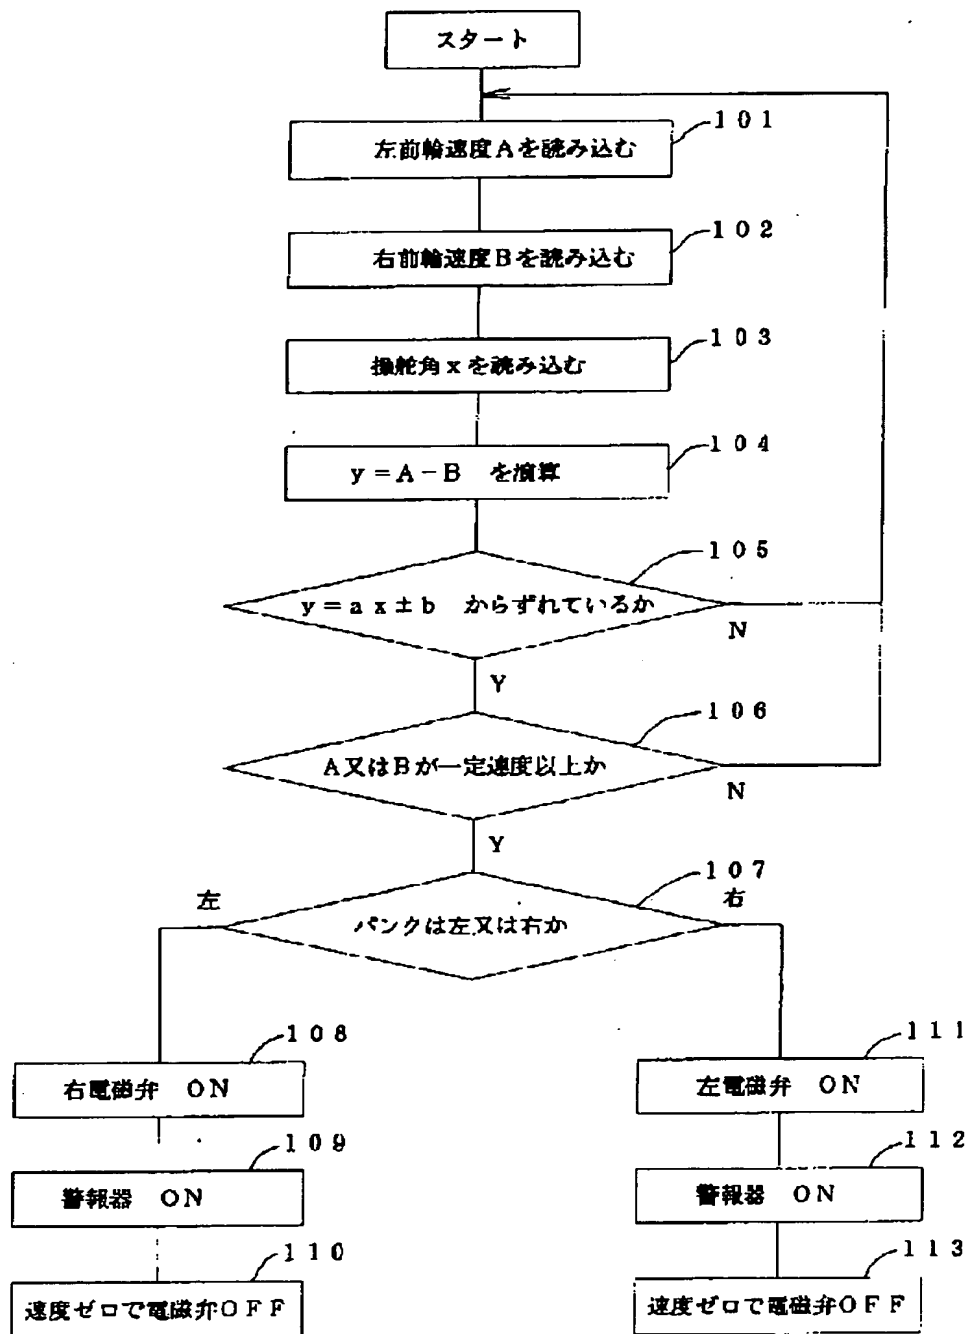 スタート
101
左前輪速度Aを読み込む
102
右前輪速度Bを読み込む
103
操舵角xを読み込む
104
y=A-B を演算
105
y=ax±b からずれているか
N
Y
106
A又はBが一定速度以上か
N
Y
107
左
右
パンクは左又は右か
108
右電磁弁 ON
109
警報器 ON
110
速度ゼロで電磁弁OFF
111
左電磁弁 ON
112
警報器 ON
113
速度ゼロで電磁弁OFF